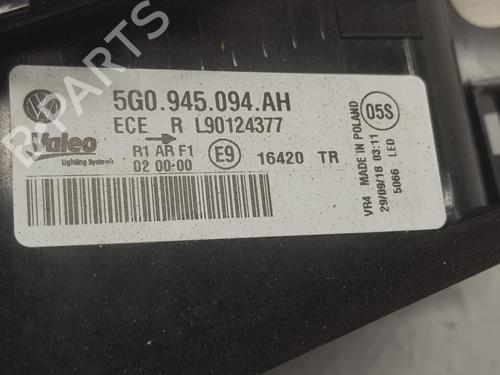 5G0.945.094.AH
ECE R L90124377
Valeo
Lighting Systems
R1 AR F1
02 00-00
E9
16420 TR
05S
VR4 MADE IN POLAND
29/09/18 03:11
5066 LED
B PARTS